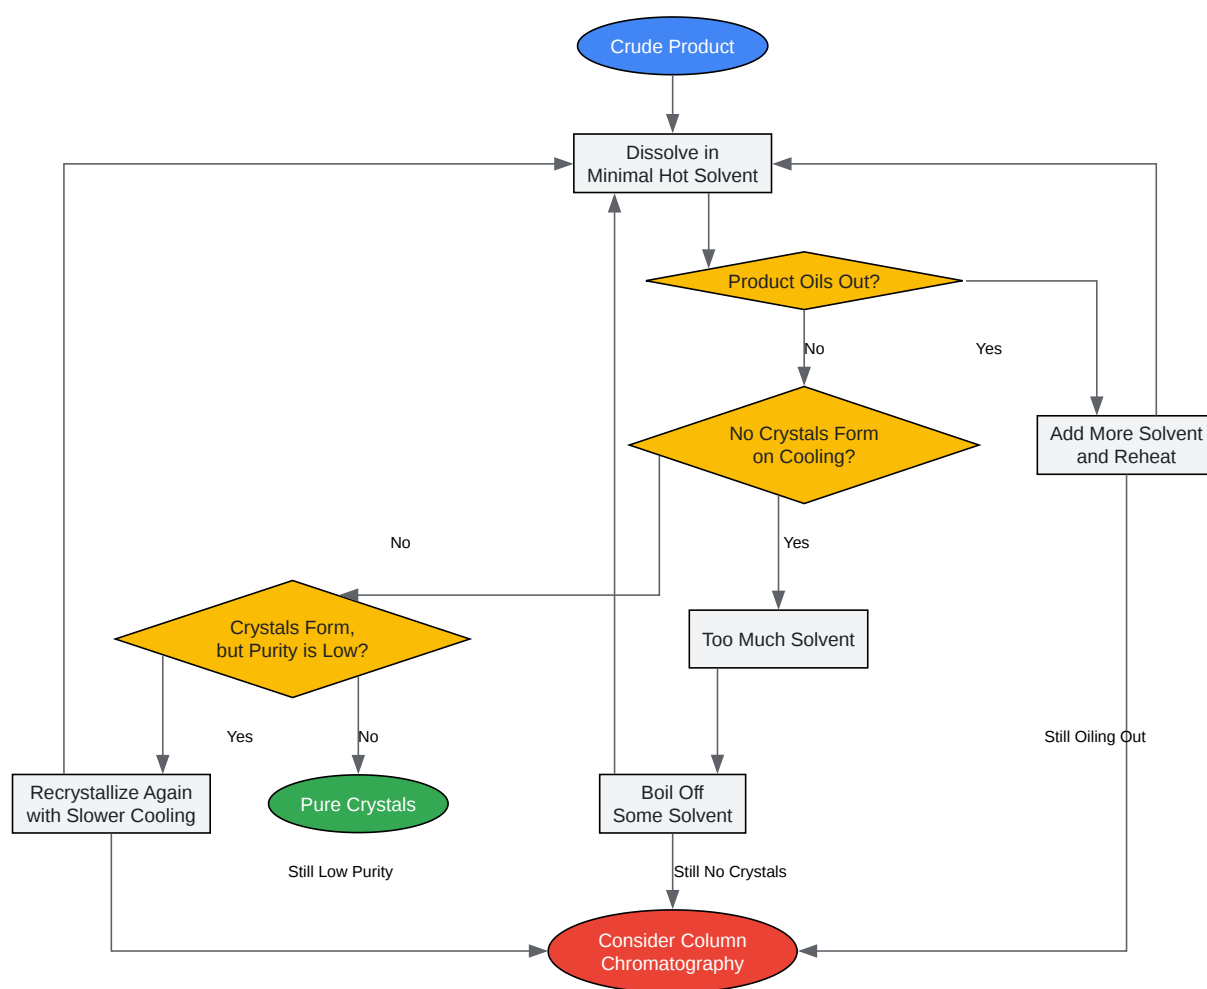 Crude Product
Dissolve in
Minimal Hot Solvent
Product Oils Out?
No
Yes
No Crystals Form
on Cooling?
Add More Solvent
and Reheat
No
Yes
Crystals Form,
but Purity is Low?
Too Much Solvent
Yes
No
Still Oiling Out
Recrystallize Again
with Slower Cooling
Pure Crystals
Boil Off
Some Solvent
Still Low Purity
Still No Crystals
Consider Column
Chromatography